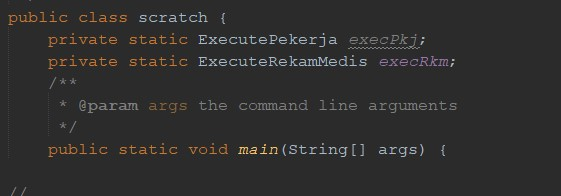 public class scratch {
private static ExecutePekerja execPkj;
private static ExecuteRekamMedis execRkm;
/**
* @param args the command line arguments
*/
public static void main(String[] args) {
//